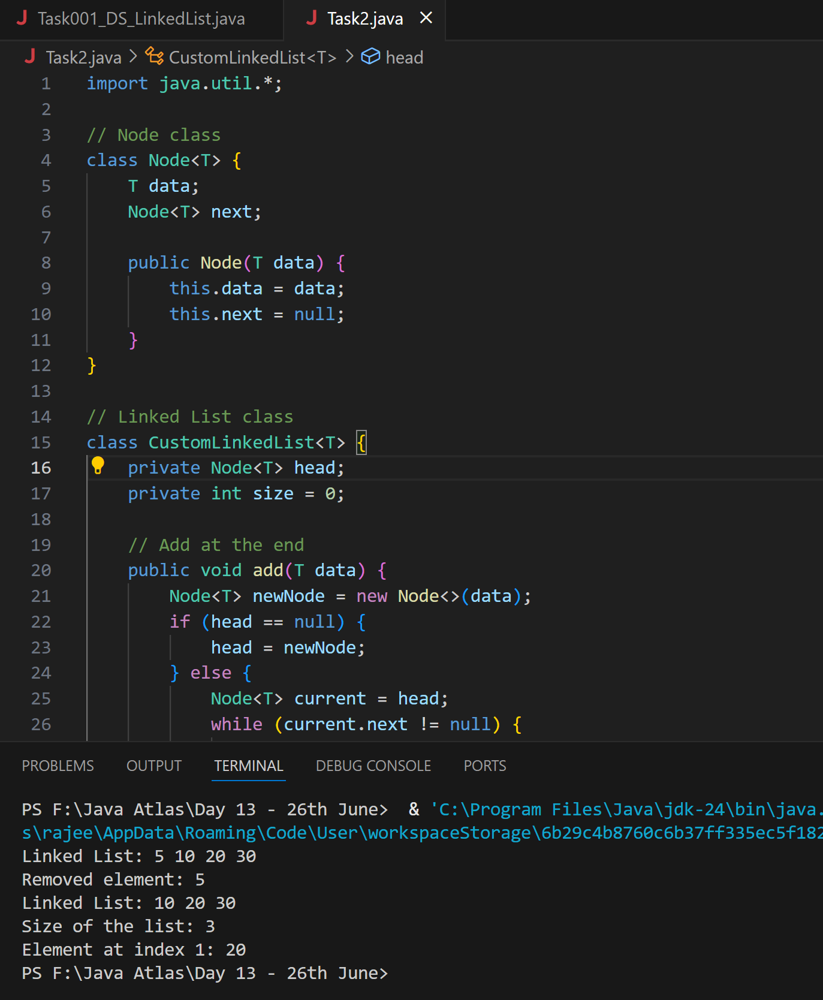 J Task001_DS_LinkedList.java J Task2.java ×
J Task2.java > CustomLinkedList<T> > head
1 import java.util.*;
2
3 // Node class
4 class Node<T> {
5     T data;
6     Node<T> next;
7
8     public Node(T data) {
9         this.data = data;
10         this.next = null;
11     }
12 }
13
14 // Linked List class
15 class CustomLinkedList<T> {
16     private Node<T> head;
17     private int size = 0;
18
19     // Add at the end
20     public void add(T data) {
21         Node<T> newNode = new Node<>(data);
22         if (head == null) {
23             head = newNode;
24         } else {
25             Node<T> current = head;
26             while (current.next != null) {
PROBLEMS OUTPUT TERMINAL DEBUG CONSOLE PORTS
PS F:\Java Atlas\Day 13 - 26th June>  & 'C:\Program Files\Java\jdk-24\bin\java.
s\rajee\AppData\Roaming\Code\User\workspaceStorage\6b29c4b8760c6b37ff335ec5f182
Linked List: 5 10 20 30
Removed element: 5
Linked List: 10 20 30
Size of the list: 3
Element at index 1: 20
PS F:\Java Atlas\Day 13 - 26th June>